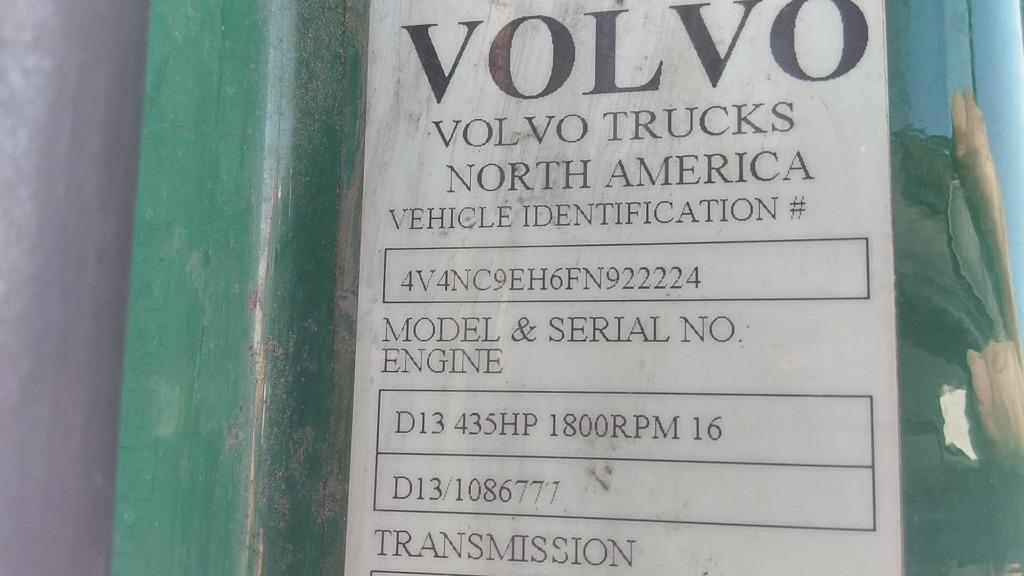 VOLVO
VOLVO TRUCKS
NORTH AMERICA
VEHICLE IDENTIFICATION #
4V4NC9EH6FN922224
MODEL & SERIAL NO.
ENGINE
D13 435HP 1800RPM 16
D13/1086777
TRANSMISSION